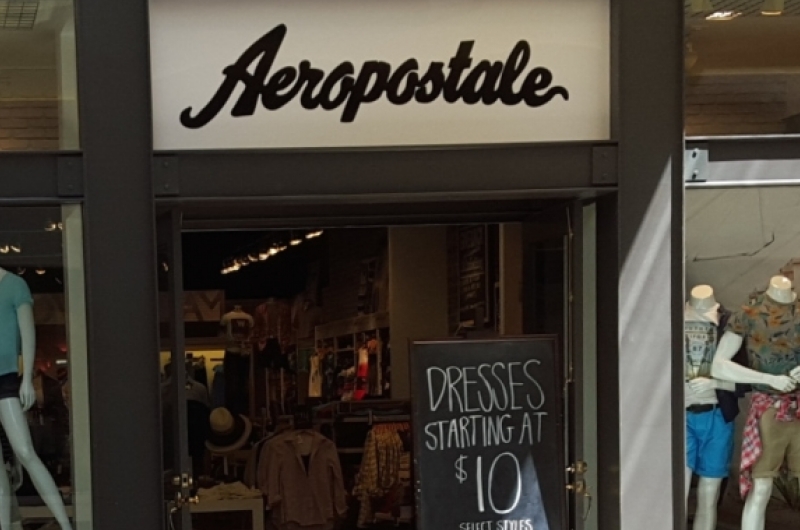 Aeropostale
DRESSES
STARTING AT
$10
SELECT STYLES